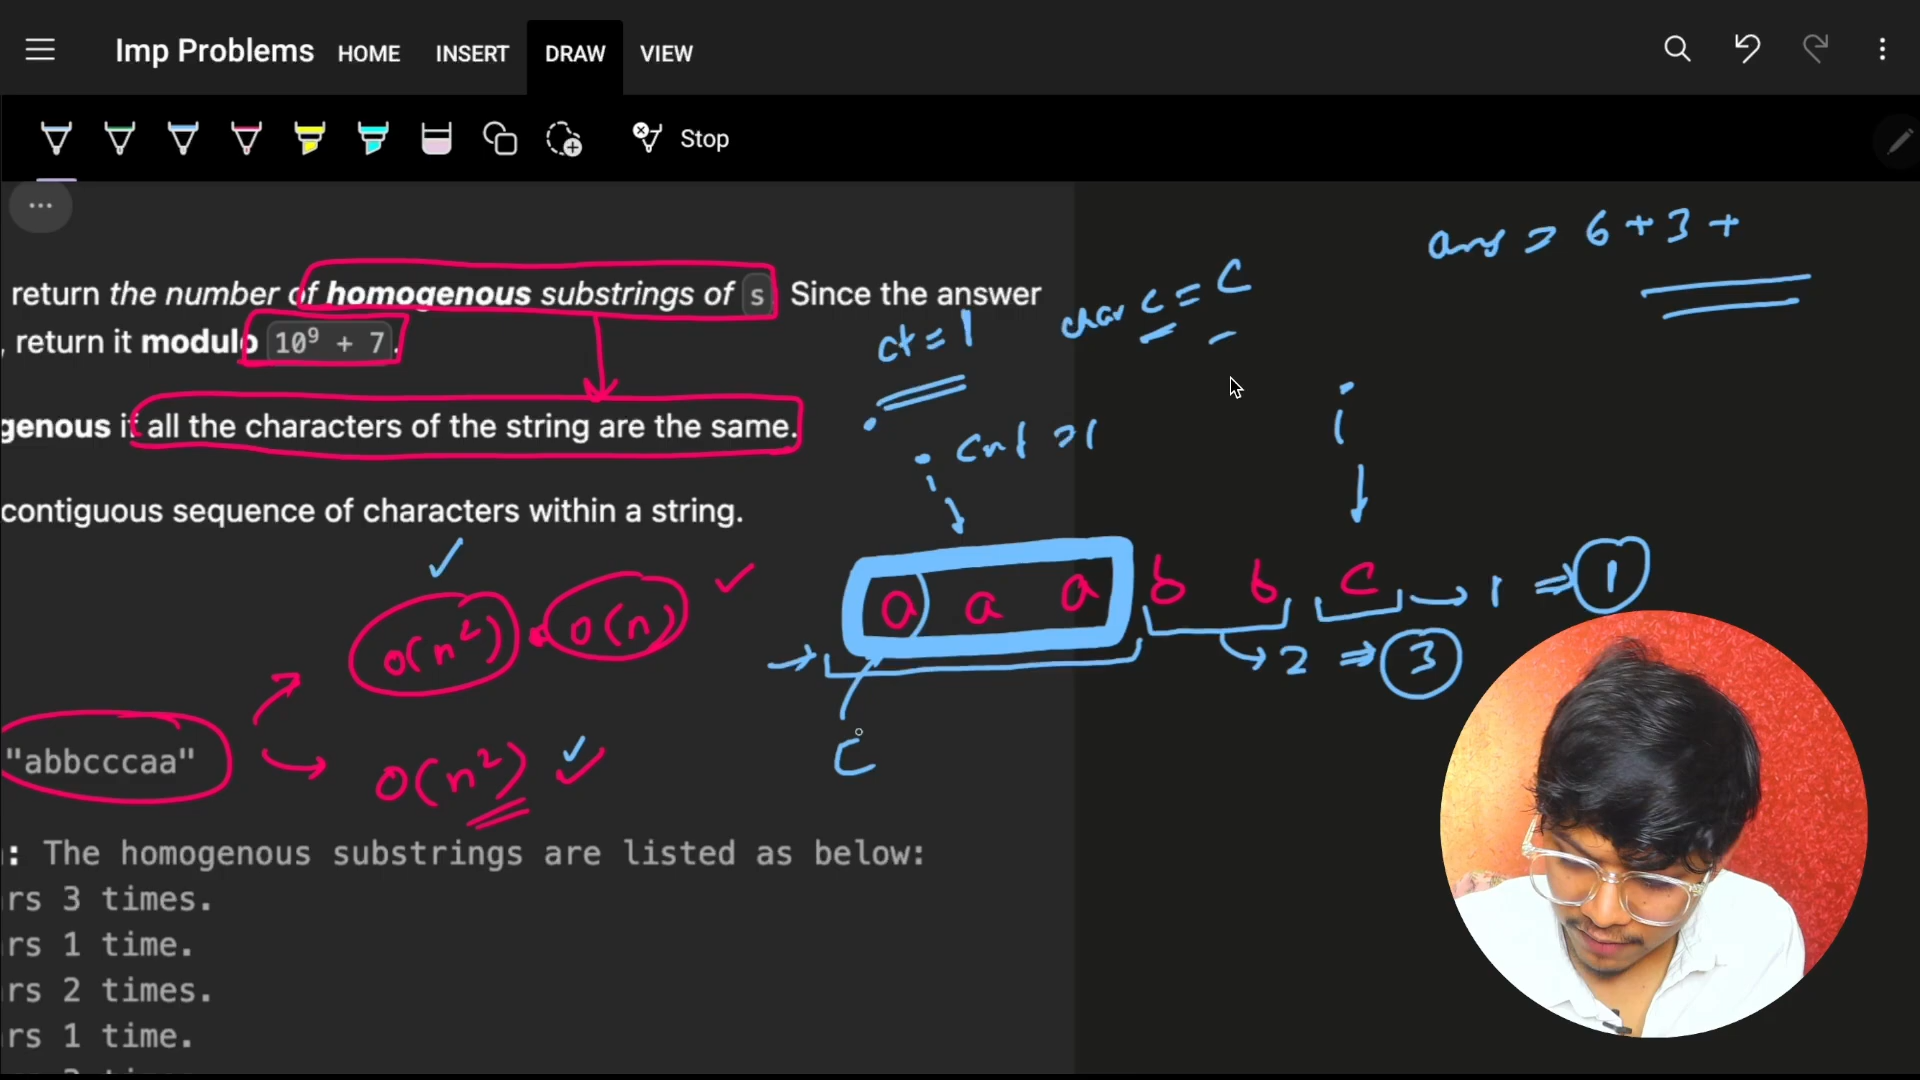 Imp Problems HOME INSERT DRAW VIEW
Stop
...
ans => 6 + 3 +
return the number of homogenous substrings of s Since the answer
char c = C
, return it modulo 10⁹ + 7.
ct = 1
genous if all the characters of the string are the same.
i
cnt => 1
i
contiguous sequence of characters within a string.
a a a b b c → 1 ⇒ 1
O(n²) • O(n)
→ 2 ⇒ 3
C
"abbcccaa"
O(n²)
: The homogenous substrings are listed as below:
rs 3 times.
rs 1 time.
rs 2 times.
rs 1 time.